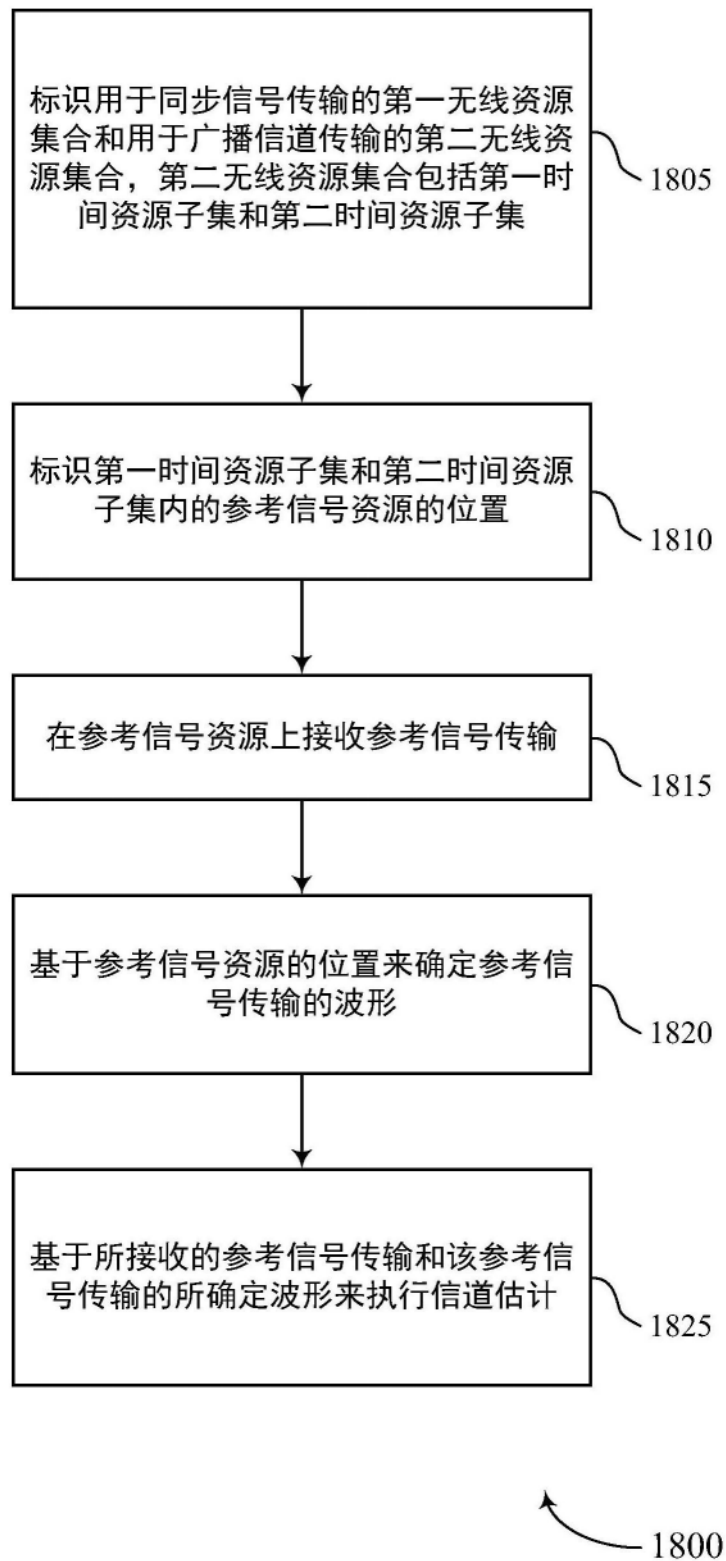 标识用于同步信号传输的第一无线资源
集合和用于广播信道传输的第二无线资
源集合，第二无线资源集合包括第一时
间资源子集和第二时间资源子集
1805
标识第一时间资源子集和第二时间资源
子集内的参考信号资源的位置
1810
在参考信号资源上接收参考信号传输
1815
基于参考信号资源的位置来确定参考信
号传输的波形
1820
基于所接收的参考信号传输和该参考信
号传输的所确定波形来执行信道估计
1825
1800